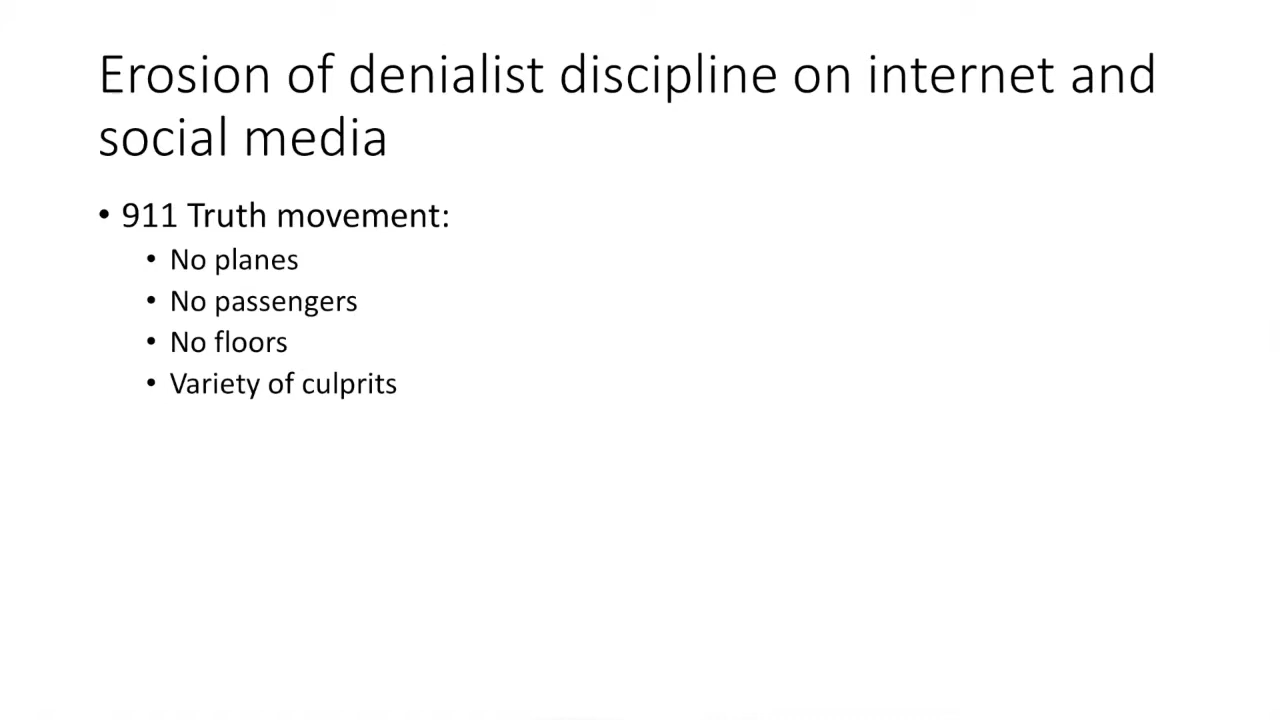 Erosion of denialist discipline on internet and
social media
• 911 Truth movement:
• No planes
• No passengers
• No floors
• Variety of culprits